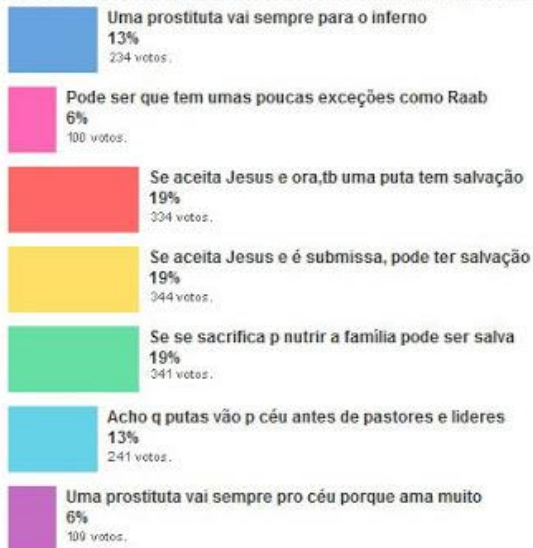 Uma prostituta vai sempre para o inferno
13%
234 votos.
Pode ser que tem umas poucas exceções como Raab
6%
votos.
Se aceita Jesus e ora,tb uma puta tem salvação
19%
334 votos.
Se aceita Jesus e é submissa, pode ter salvação
19%
344 votos.
Se se sacrifica p nutrir a família pode ser salva
19%
341 votos.
Acho q putas vão p céu antes de pastores e lideres
13%
241 votos.
Uma prostituta vai sempre pro céu porque ama muito
6%
votos.